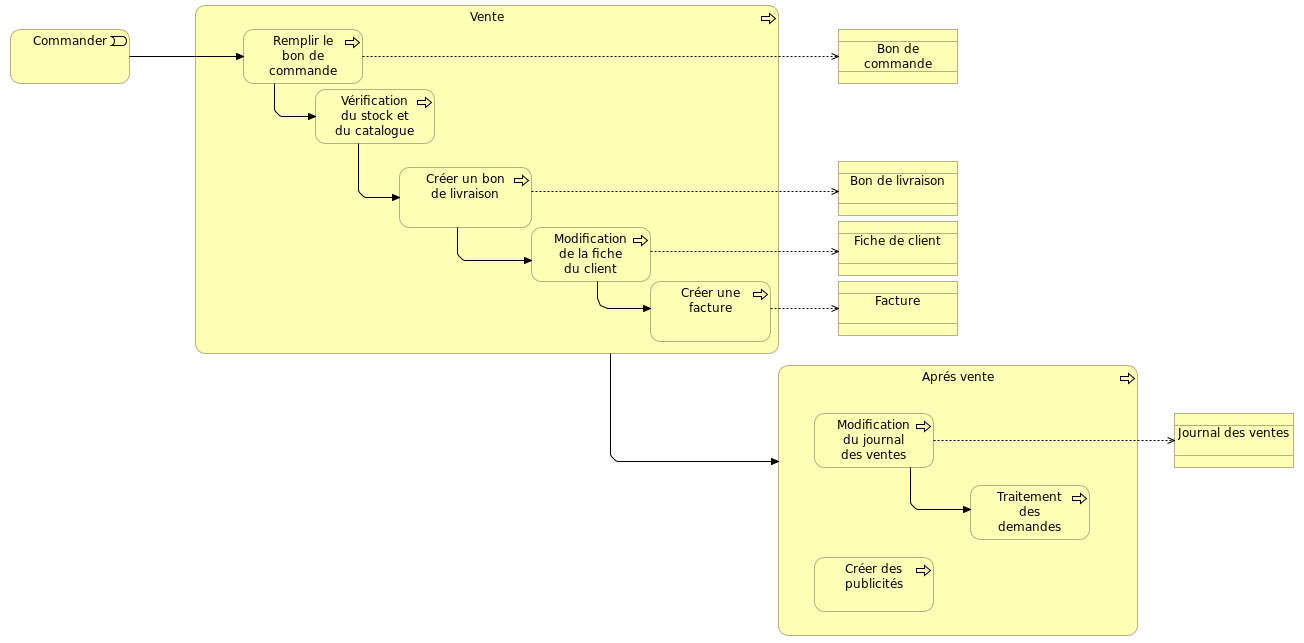 Vente
Commander
Remplir le
bon de
commande
Bon de
commande
Vérification
du stock et
du catalogue
Créer un bon
de livraison
Bon de livraison
Modification
de la fiche
du client
Fiche de client
Créer une
facture
Facture
Aprés vente
Modification
du journal
des ventes
Journal des ventes
Traitement
des
demandes
Créer des
publicités